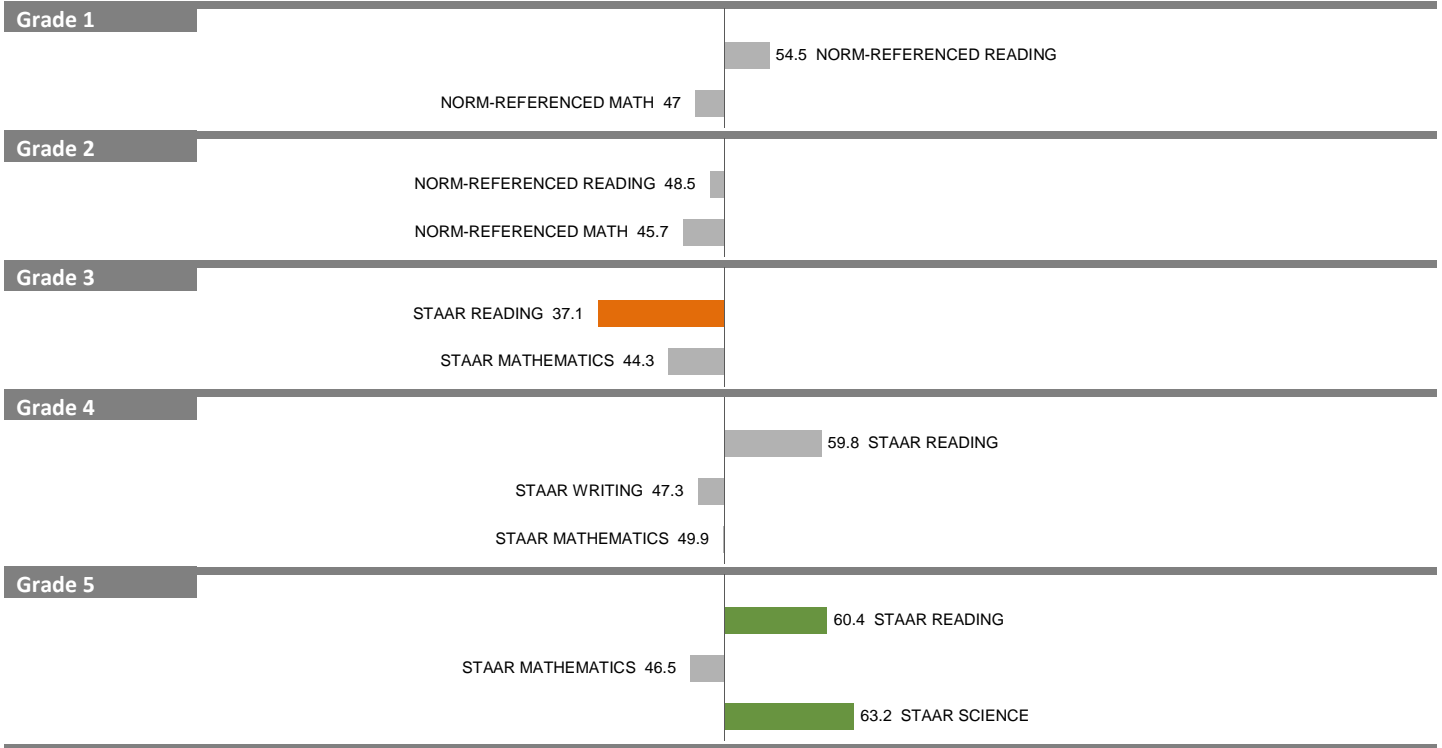 Grade 1
54.5 NORM-REFERENCED READING
NORM-REFERENCED MATH 47
Grade 2
NORM-REFERENCED READING 48.5
NORM-REFERENCED MATH 45.7
Grade 3
STAAR READING 37.1
STAAR MATHEMATICS 44.3
Grade 4
59.8 STAAR READING
STAAR WRITING 47.3
STAAR MATHEMATICS 49.9
Grade 5
60.4 STAAR READING
STAAR MATHEMATICS 46.5
63.2 STAAR SCIENCE